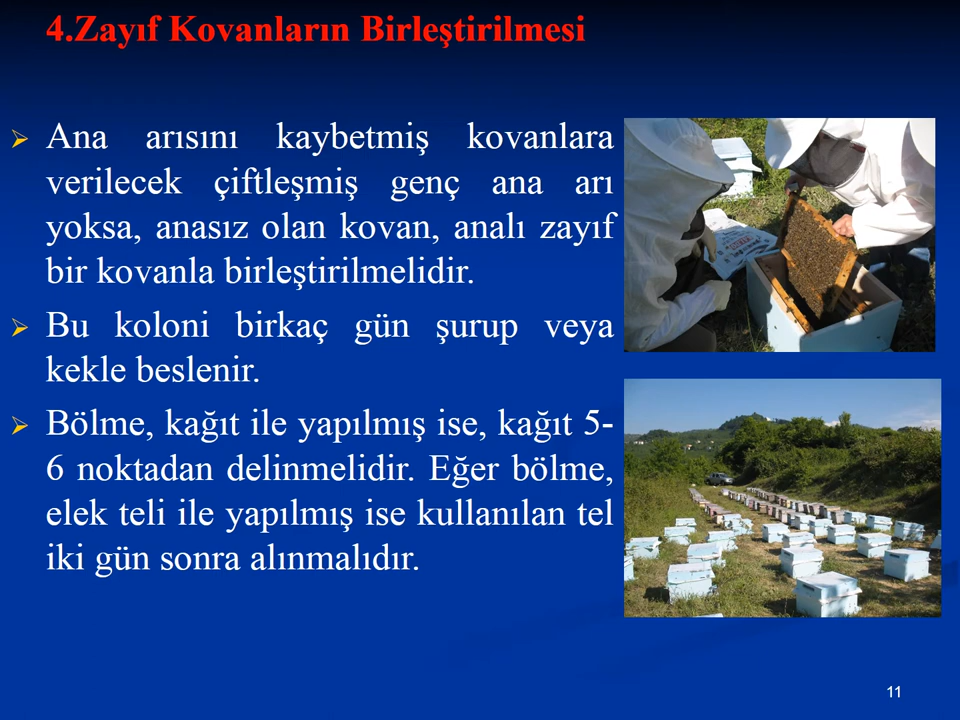 4.Zayıf Kovanların Birleştirilmesi
➢ Ana arısını kaybetmiş kovanlara
verilecek çiftleşmiş genç ana arı
yoksa, anasız olan kovan, analı zayıf
bir kovanla birleştirilmelidir.
➢ Bu koloni birkaç gün şurup veya
kekle beslenir.
➢ Bölme, kağıt ile yapılmış ise, kağıt 5-
6 noktadan delinmelidir. Eğer bölme,
elek teli ile yapılmış ise kullanılan tel
iki gün sonra alınmalıdır.
11